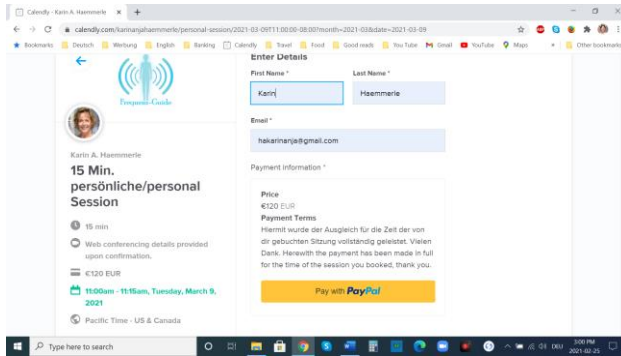 Calendly - Karin A. Haemmerle
calendly.com/karinanjahaemmerle/personal-session/2021-03-09T11:00:00-08:00?month=2021-03&date=2021-03-09
Bookmarks Deutsch Werbung English Banking Calendly Travel Food Good reads You Tube Gmail YouTube Maps » Other bookmarks
Karin A. Haemmerle
15 Min.
persönliche/personal
Session
15 min
Web conferencing details provided
upon confirmation.
€120 EUR
11:00am - 11:15am, Tuesday, March 9,
2021
Pacific Time - US & Canada
Enter Details
First Name * Last Name *
Karin Haemmerle
Email *
hakarinanja@gmail.com
Payment Information *
Price
€120 EUR
Payment Terms
Hiermit wurde der Ausgleich für die Zeit der von
dir gebuchten Sitzung vollständig geleistet. Vielen
Dank. Herewith the payment has been made in full
for the time of the session you booked, thank you.
Pay with PayPal
Type here to search
DEU
3:00 PM
2021-02-25